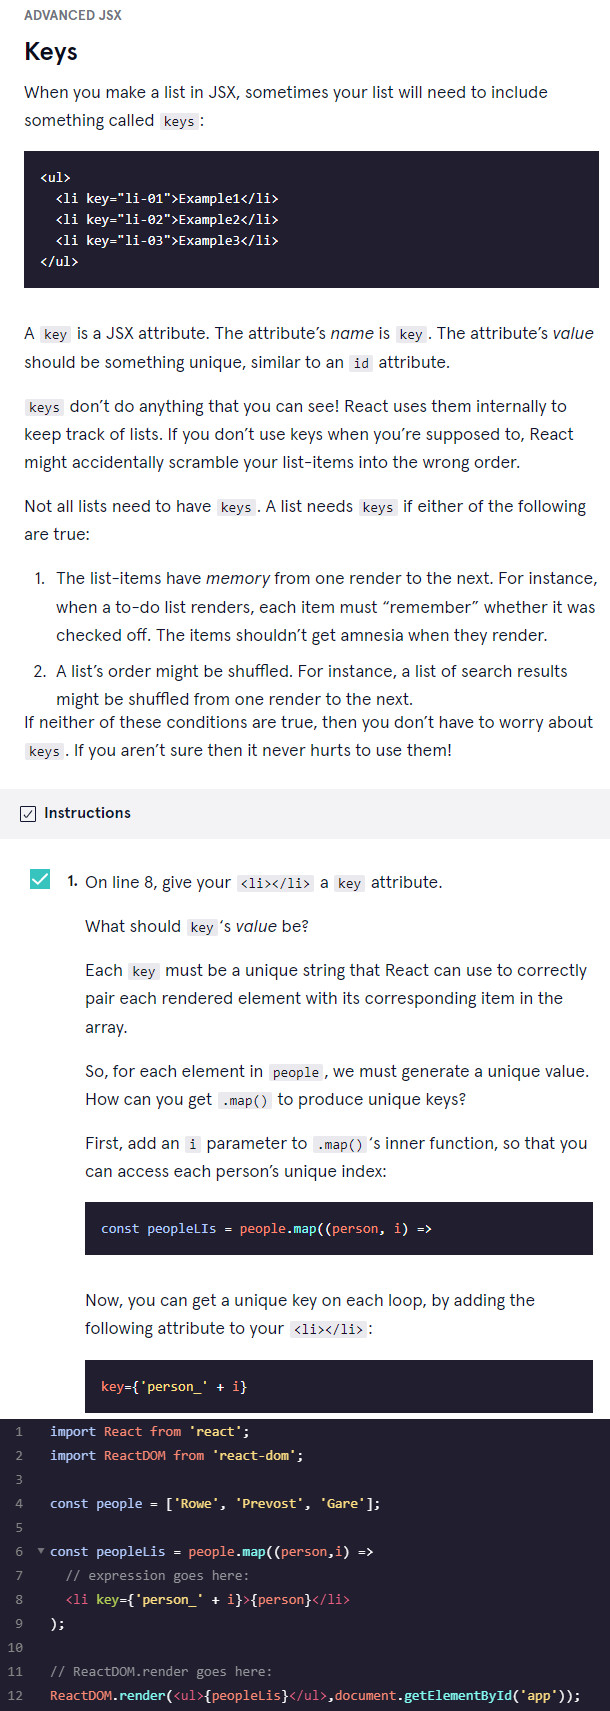 ADVANCED JSX
Keys
When you make a list in JSX, sometimes your list will need to include
something called keys:
<ul>
  <li key="li-01">Example1</li>
  <li key="li-02">Example2</li>
  <li key="li-03">Example3</li>
</ul>
A key is a JSX attribute. The attribute’s name is key. The attribute’s value
should be something unique, similar to an id attribute.
keys don’t do anything that you can see! React uses them internally to
keep track of lists. If you don’t use keys when you’re supposed to, React
might accidentally scramble your list-items into the wrong order.
Not all lists need to have keys. A list needs keys if either of the following
are true:
1. The list-items have memory from one render to the next. For instance,
when a to-do list renders, each item must “remember” whether it was
checked off. The items shouldn’t get amnesia when they render.
2. A list’s order might be shuffled. For instance, a list of search results
might be shuffled from one render to the next.
If neither of these conditions are true, then you don’t have to worry about
keys. If you aren’t sure then it never hurts to use them!
Instructions
1. On line 8, give your <li></li> a key attribute.
What should key ‘s value be?
Each key must be a unique string that React can use to correctly
pair each rendered element with its corresponding item in the
array.
So, for each element in people, we must generate a unique value.
How can you get .map() to produce unique keys?
First, add an i parameter to .map() ‘s inner function, so that you
can access each person’s unique index:
const peopleLIs = people.map((person, i) =>
Now, you can get a unique key on each loop, by adding the
following attribute to your <li></li>:
key={'person_' + i}
1 import React from 'react';
2 import ReactDOM from 'react-dom';
3
4 const people = ['Rowe', 'Prevost', 'Gare'];
5
6 const peopleLis = people.map((person,i) =>
7   // expression goes here:
8   <li key={'person_' + i}>{person}</li>
9 );
10
11 // ReactDOM.render goes here:
12 ReactDOM.render(<ul>{peopleLis}</ul>,document.getElementById('app'));